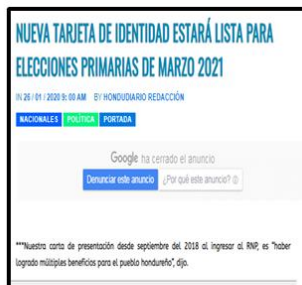 NUEVA TARJETA DE IDENTIDAD ESTARÁ LISTA PARA
ELECCIONES PRIMARIAS DE MARZO 2021
IN 26 / 01 / 2020 9:00 AM BY HONDUDIARIO REDACCIÓN
NACIONALES POLÍTICA PORTADA
Google ha cerrado el anuncio
Denunciar este anuncio ¿Por qué este anuncio?
***Nuestra carta de presentación desde septiembre del 2018 al ingresar al RNP, es "haber
logrado múltiples beneficios para el pueblo hondureño", dijo.